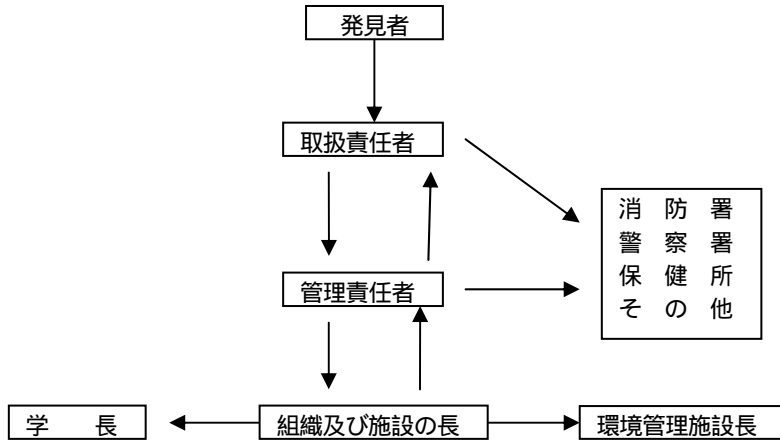 発見者
取扱責任者
消　防　署
警　察　署
保　健　所
そ　の　他
管理責任者
学　　長
組織及び施設の長
環境管理施設長